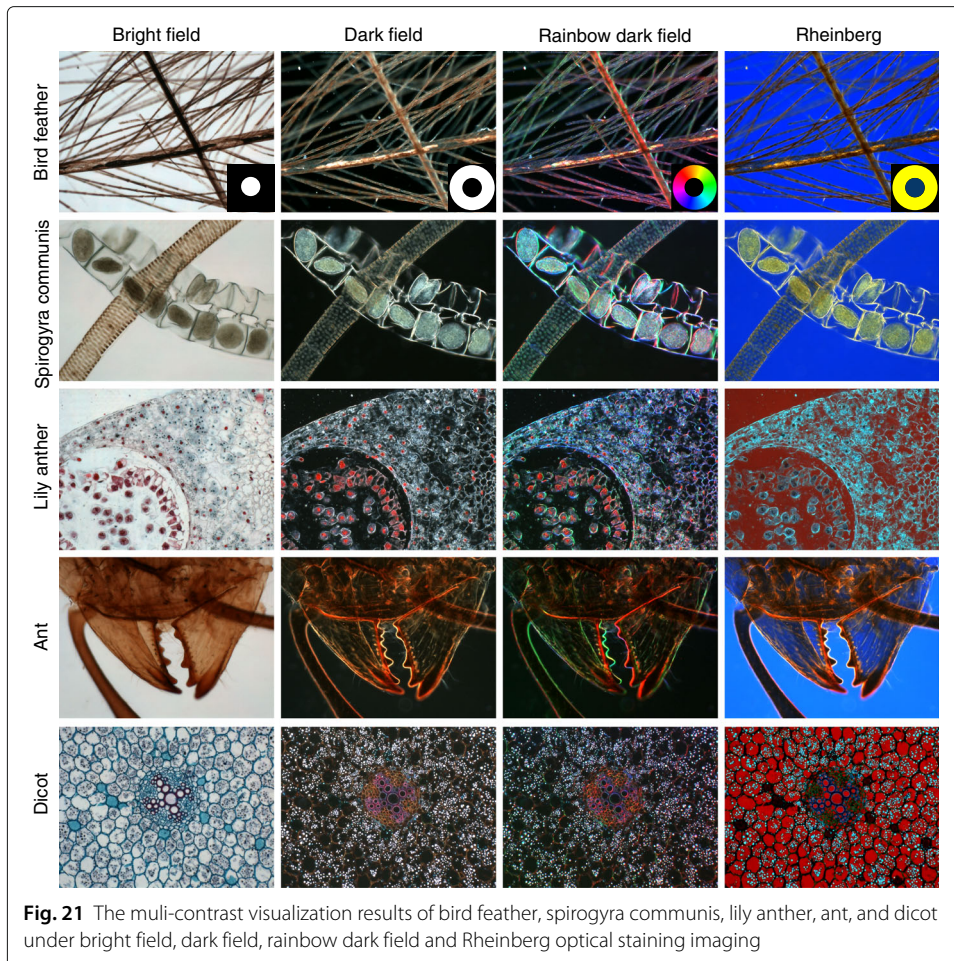 Bright field
Dark field
Rainbow dark field
Rheinberg
Bird feather
Spirogyra communis
Lily anther
Ant
Dicot
Fig. 21 The muli-contrast visualization results of bird feather, spirogyra communis, lily anther, ant, and dicot
under bright field, dark field, rainbow dark field and Rheinberg optical staining imaging